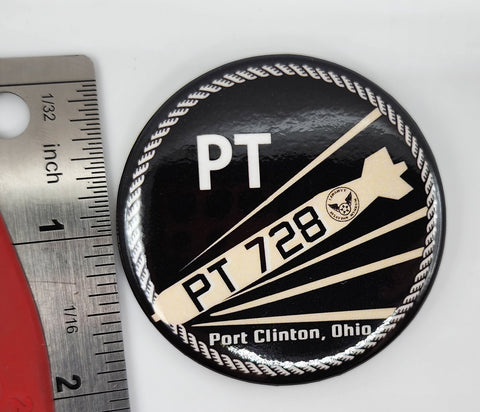 1/32
inch
1
1/16
2
PT
PT 728
Port Clinton, Ohio